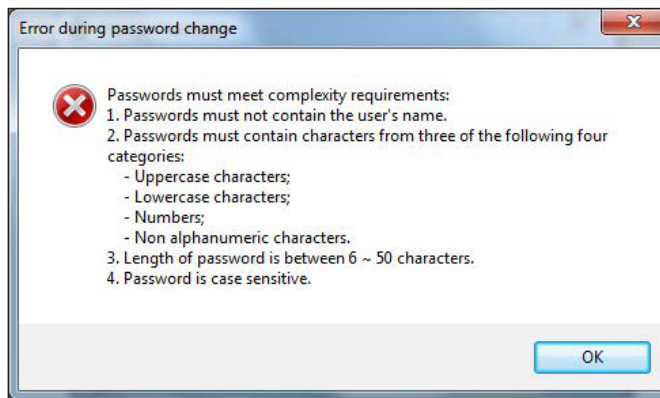 Error during password change
Passwords must meet complexity requirements:
1. Passwords must not contain the user's name.
2. Passwords must contain characters from three of the following four
categories:
- Uppercase characters;
- Lowercase characters;
- Numbers;
- Non alphanumeric characters.
3. Length of password is between 6 ~ 50 characters.
4. Password is case sensitive.
OK